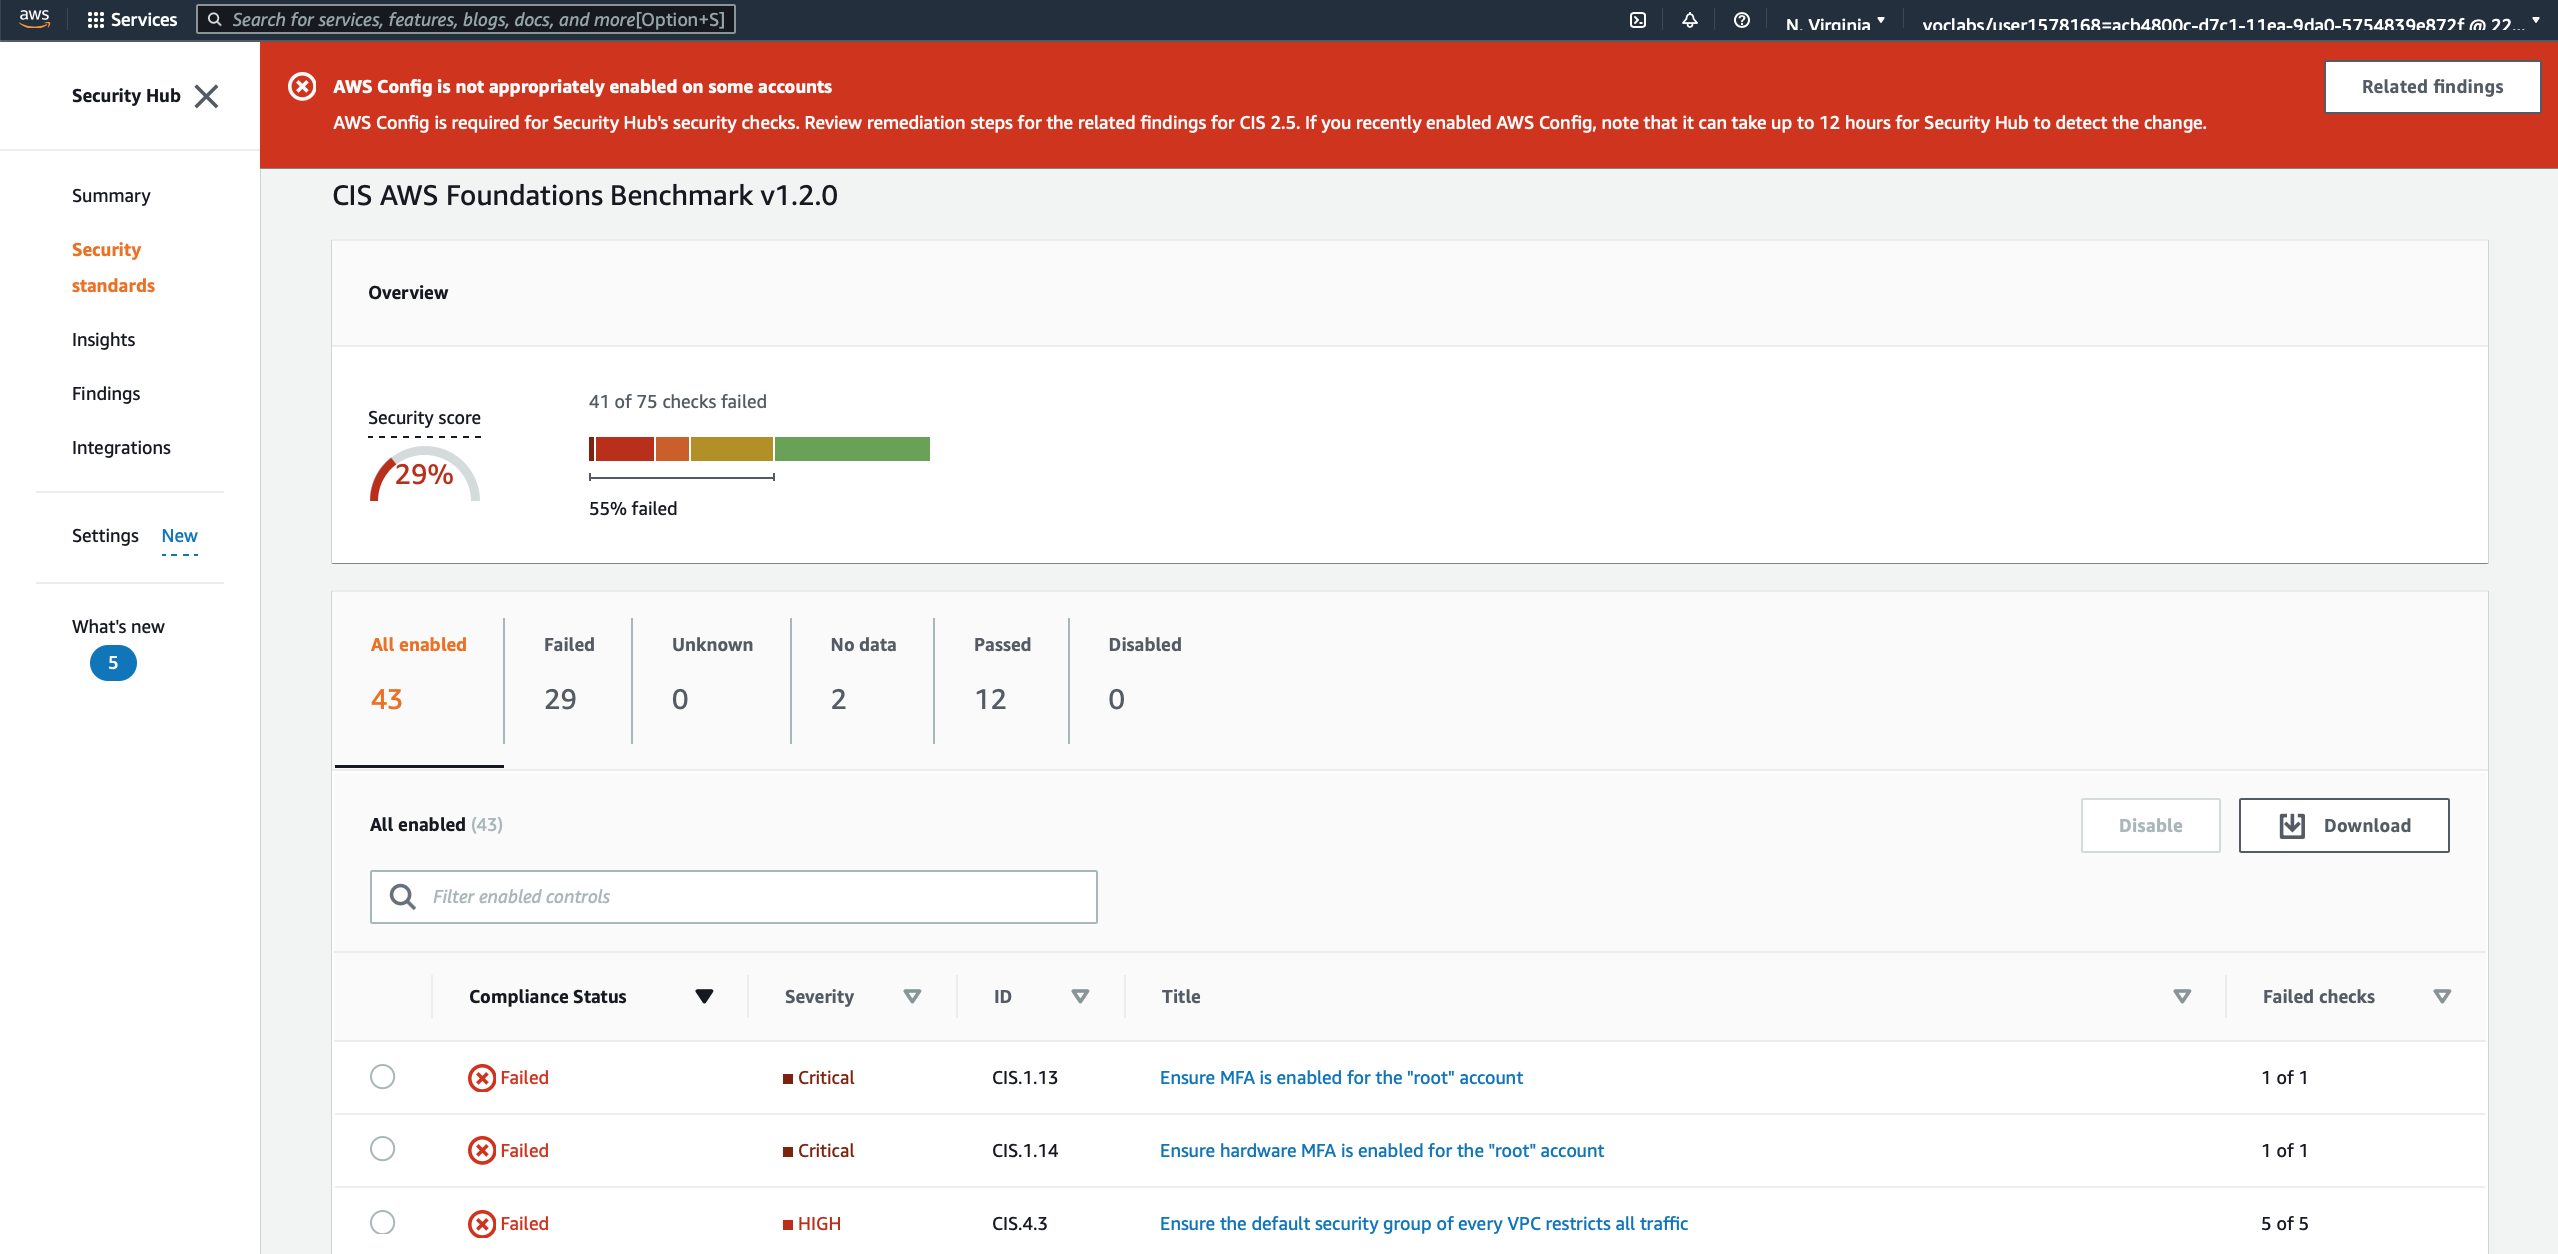 aws
Services
Search for services, features, blogs, docs, and more
[Option+S]
N. Virginia
voclabs/user1578168=acb4800c-d7c1-11ea-9da0-5754839e872f @ 22...
Security Hub
AWS Config is not appropriately enabled on some accounts
AWS Config is required for Security Hub's security checks. Review remediation steps for the related findings for CIS 2.5. If you recently enabled AWS Config, note that it can take up to 12 hours for Security Hub to detect the change.
Related findings
Summary
Security
standards
Insights
Findings
Integrations
Settings New
What's new
5
CIS AWS Foundations Benchmark v1.2.0
Overview
Security score
29%
41 of 75 checks failed
55% failed
All enabled
43
Failed
29
Unknown
0
No data
2
Passed
12
Disabled
0
All enabled (43)
Disable
Download
Filter enabled controls
Compliance Status Severity ID Title Failed checks
Failed Critical CIS.1.13 Ensure MFA is enabled for the "root" account 1 of 1
Failed Critical CIS.1.14 Ensure hardware MFA is enabled for the "root" account 1 of 1
Failed HIGH CIS.4.3 Ensure the default security group of every VPC restricts all traffic 5 of 5